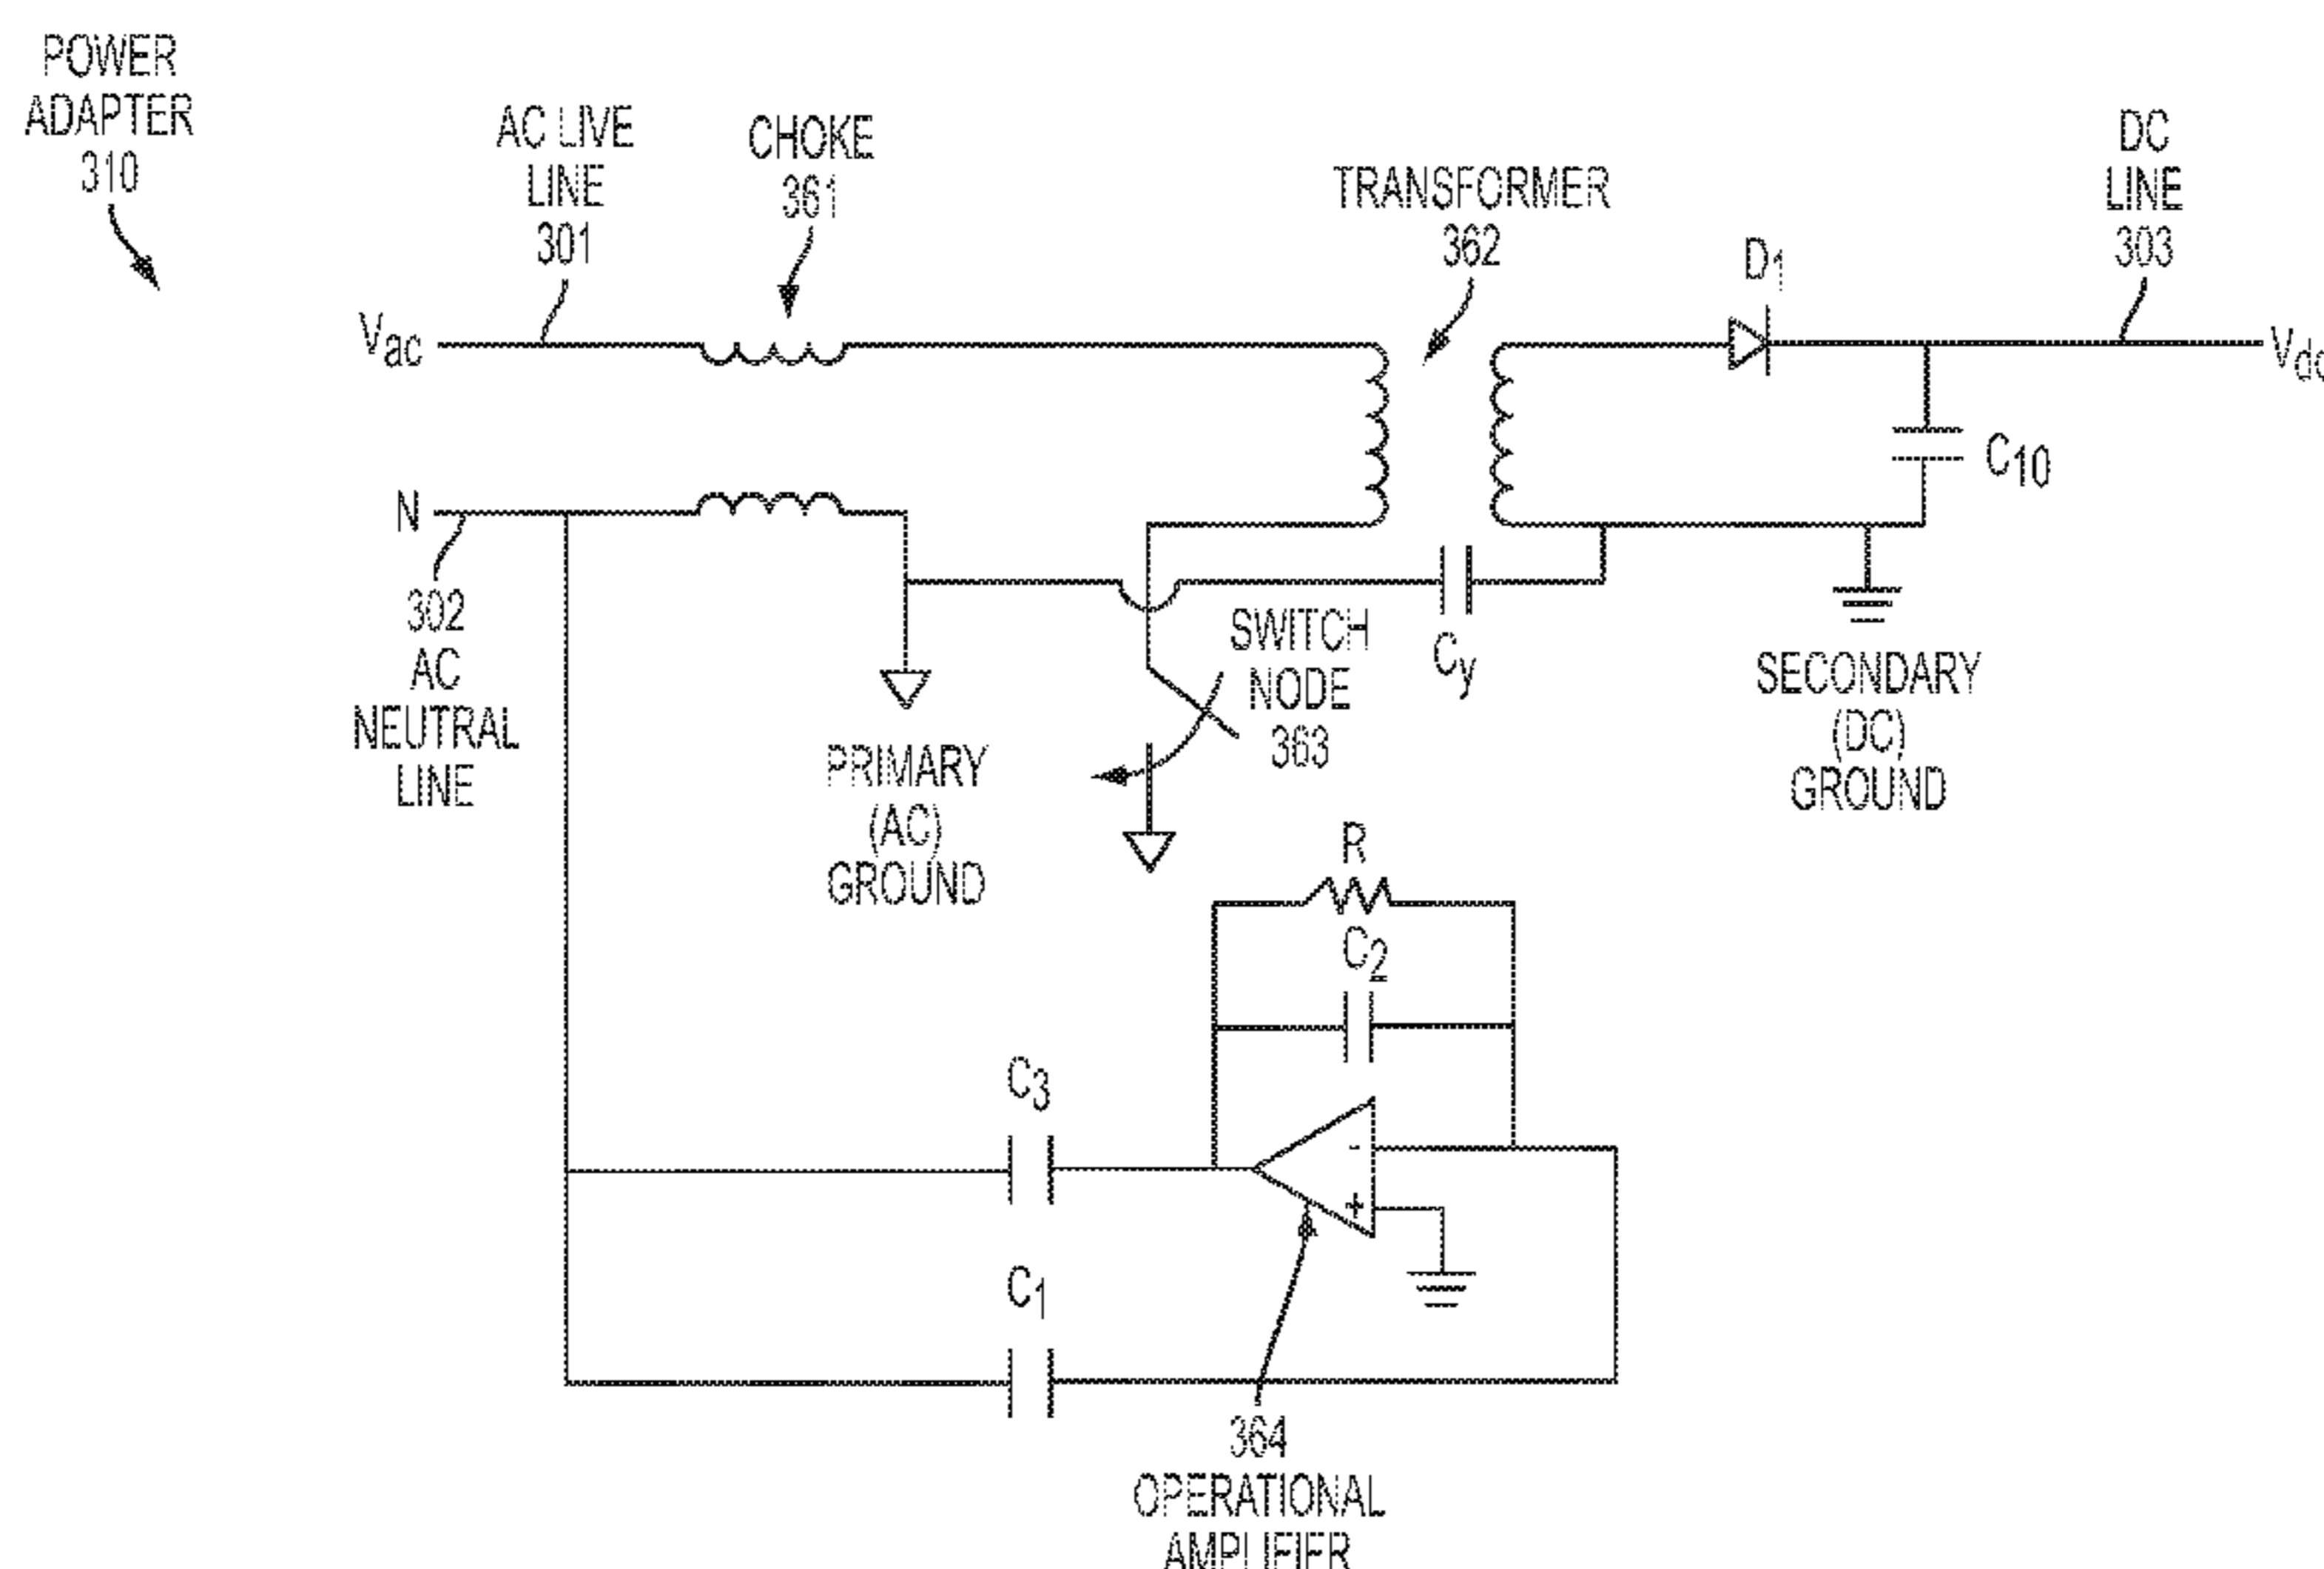 POWER
ADAPTER
310
AC LIVE
LINE
301
CHOKE
361
TRANSFORMER
362
D1
DC
LINE
303
Vac
Vdc
C10
N
302
AC
NEUTRAL
LINE
PRIMARY
(AC)
GROUND
SWITCH
NODE
363
Cy
SECONDARY
(DC)
GROUND
R
C2
C3
-
+
C1
364
OPERATIONAL
AMPLIFIER